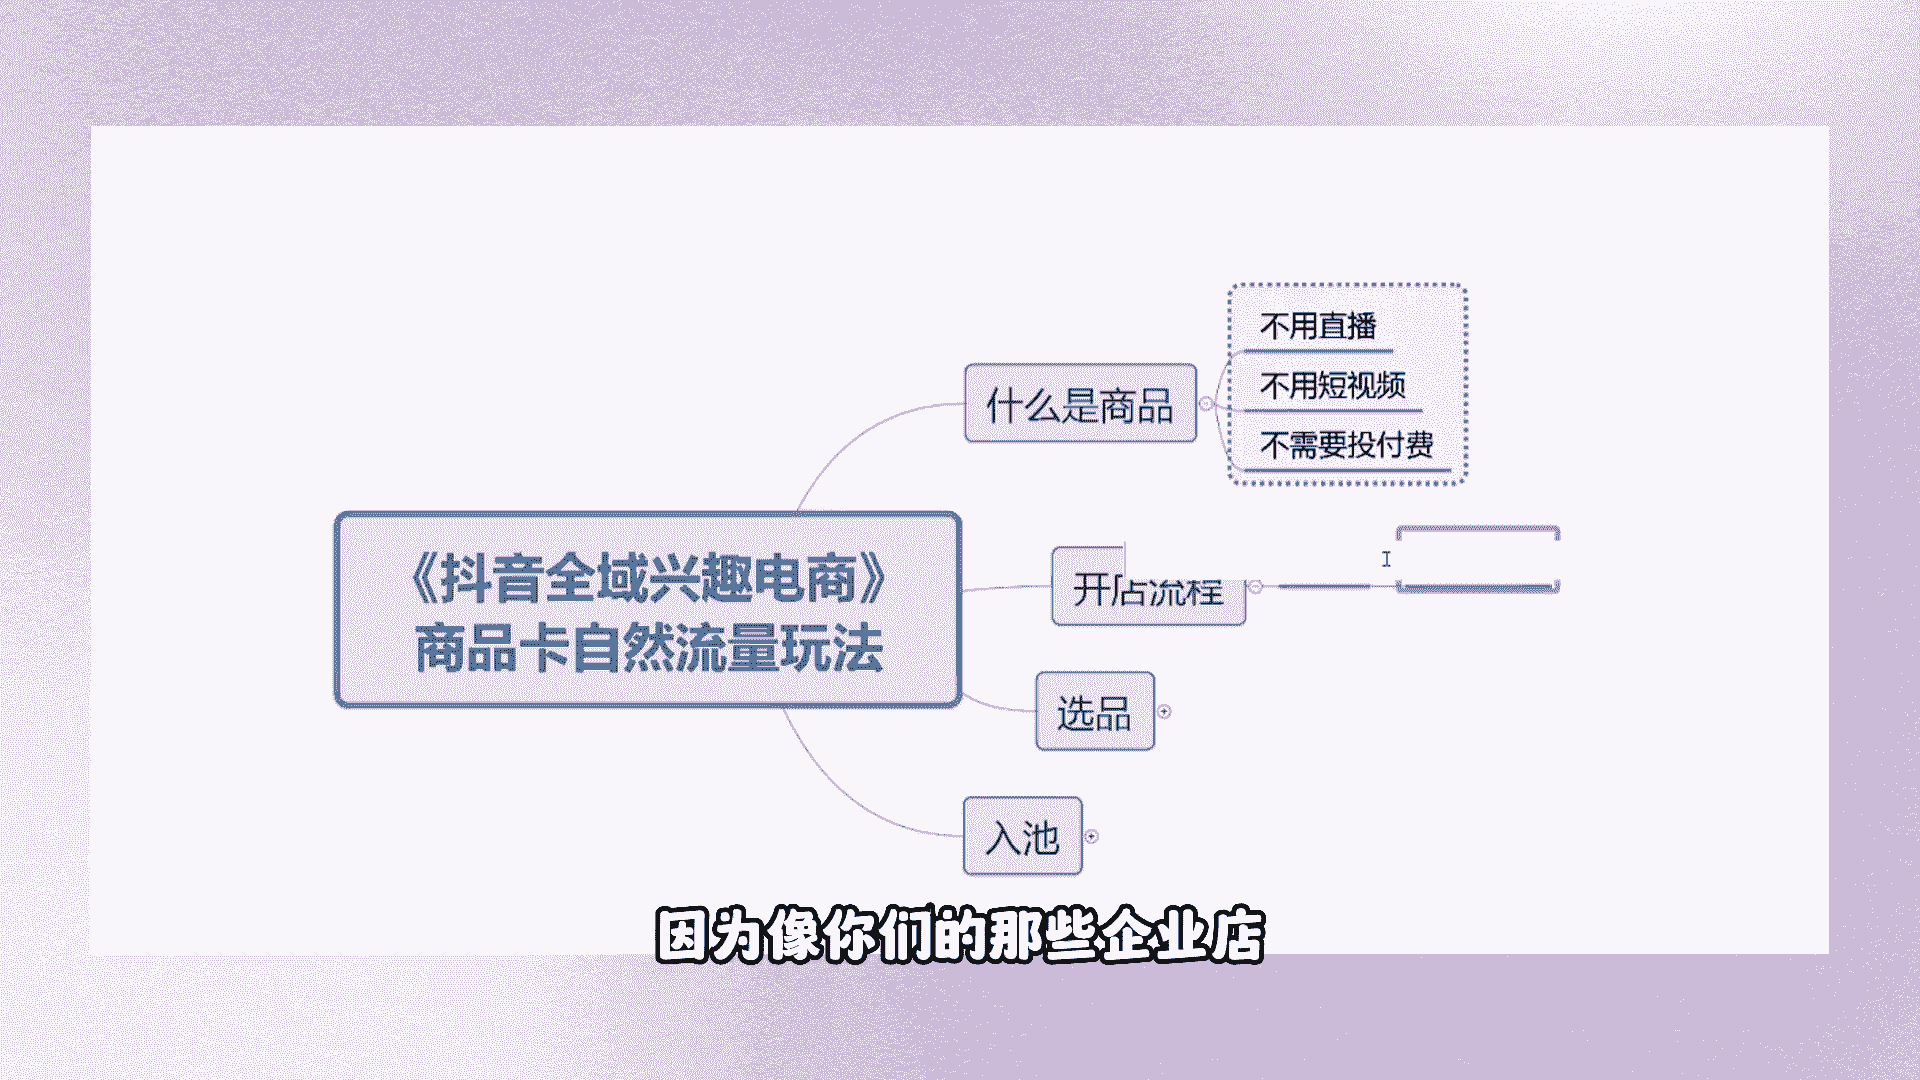 不用直播
不用短视频
不需要投付费
什么是商品
《抖音全域兴趣电商》
商品卡自然流量玩法
开店流程
选品
入池
因为像你们的那些企业店